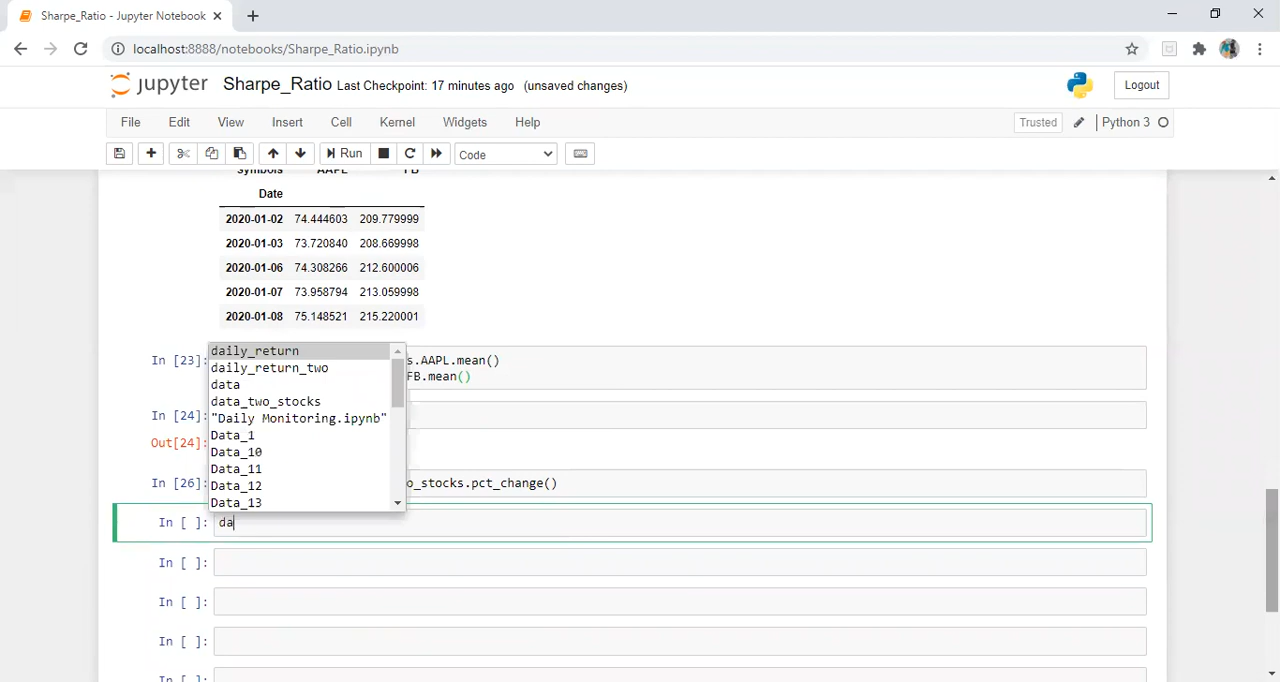 Sharpe_Ratio - Jupyter Notebook
localhost:8888/notebooks/Sharpe_Ratio.ipynb
jupyter Sharpe_Ratio Last Checkpoint: 17 minutes ago (unsaved changes) Logout
File Edit View Insert Cell Kernel Widgets Help Trusted Python 3
Run Code
Symbols AAPL FB
Date
2020-01-02 74.444603 209.779999
2020-01-03 73.720840 208.669998
2020-01-06 74.308266 212.600006
2020-01-07 73.958794 213.059998
2020-01-08 75.148521 215.220001
In [23]: s.AAPL.mean()
FB.mean()
In [24]:
Out[24]:
In [26]: o_stocks.pct_change()
daily_return
daily_return_two
data
data_two_stocks
"Daily Monitoring.ipynb"
Data_1
Data_10
Data_11
Data_12
Data_13
In [ ]: da
In [ ]:
In [ ]:
In [ ]:
In [ ]: